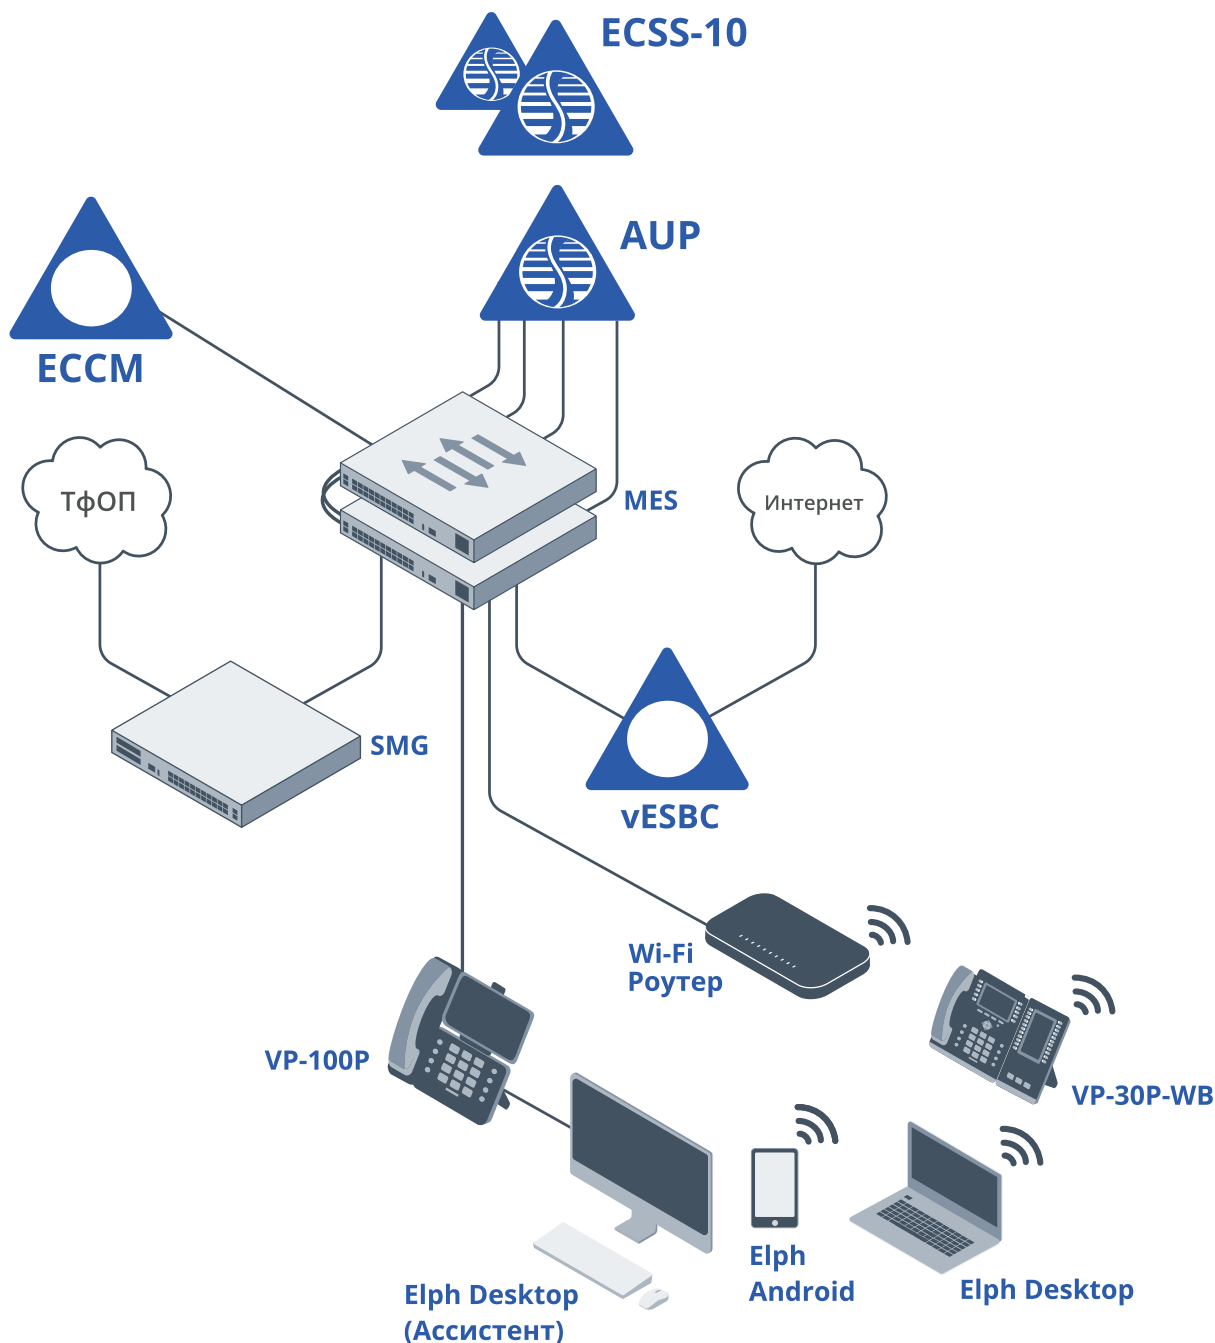 ECSS-10
AUP
ECCM
ТфОП
MES
Интернет
SMG
vESBC
Wi-Fi
Роутер
VP-100P
VP-30P-WB
Elph
Android
Elph Desktop
Elph Desktop
(Ассистент)